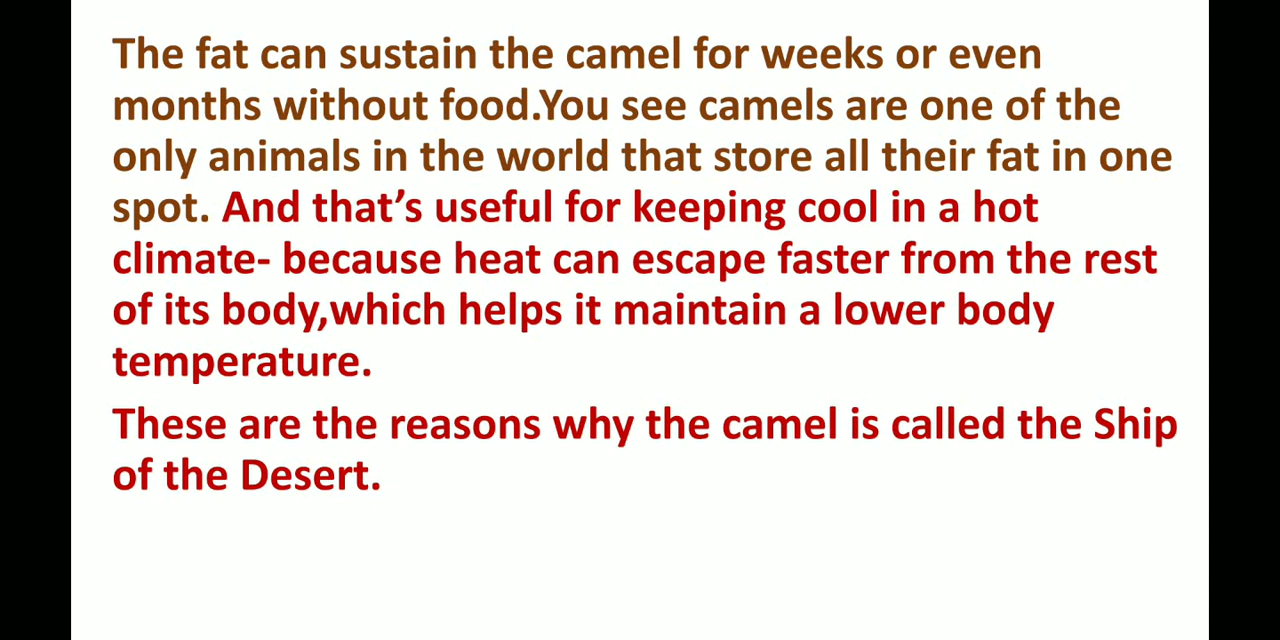 The fat can sustain the camel for weeks or even
months without food.You see camels are one of the
only animals in the world that store all their fat in one
spot. And that’s useful for keeping cool in a hot
climate- because heat can escape faster from the rest
of its body,which helps it maintain a lower body
temperature.
These are the reasons why the camel is called the Ship
of the Desert.